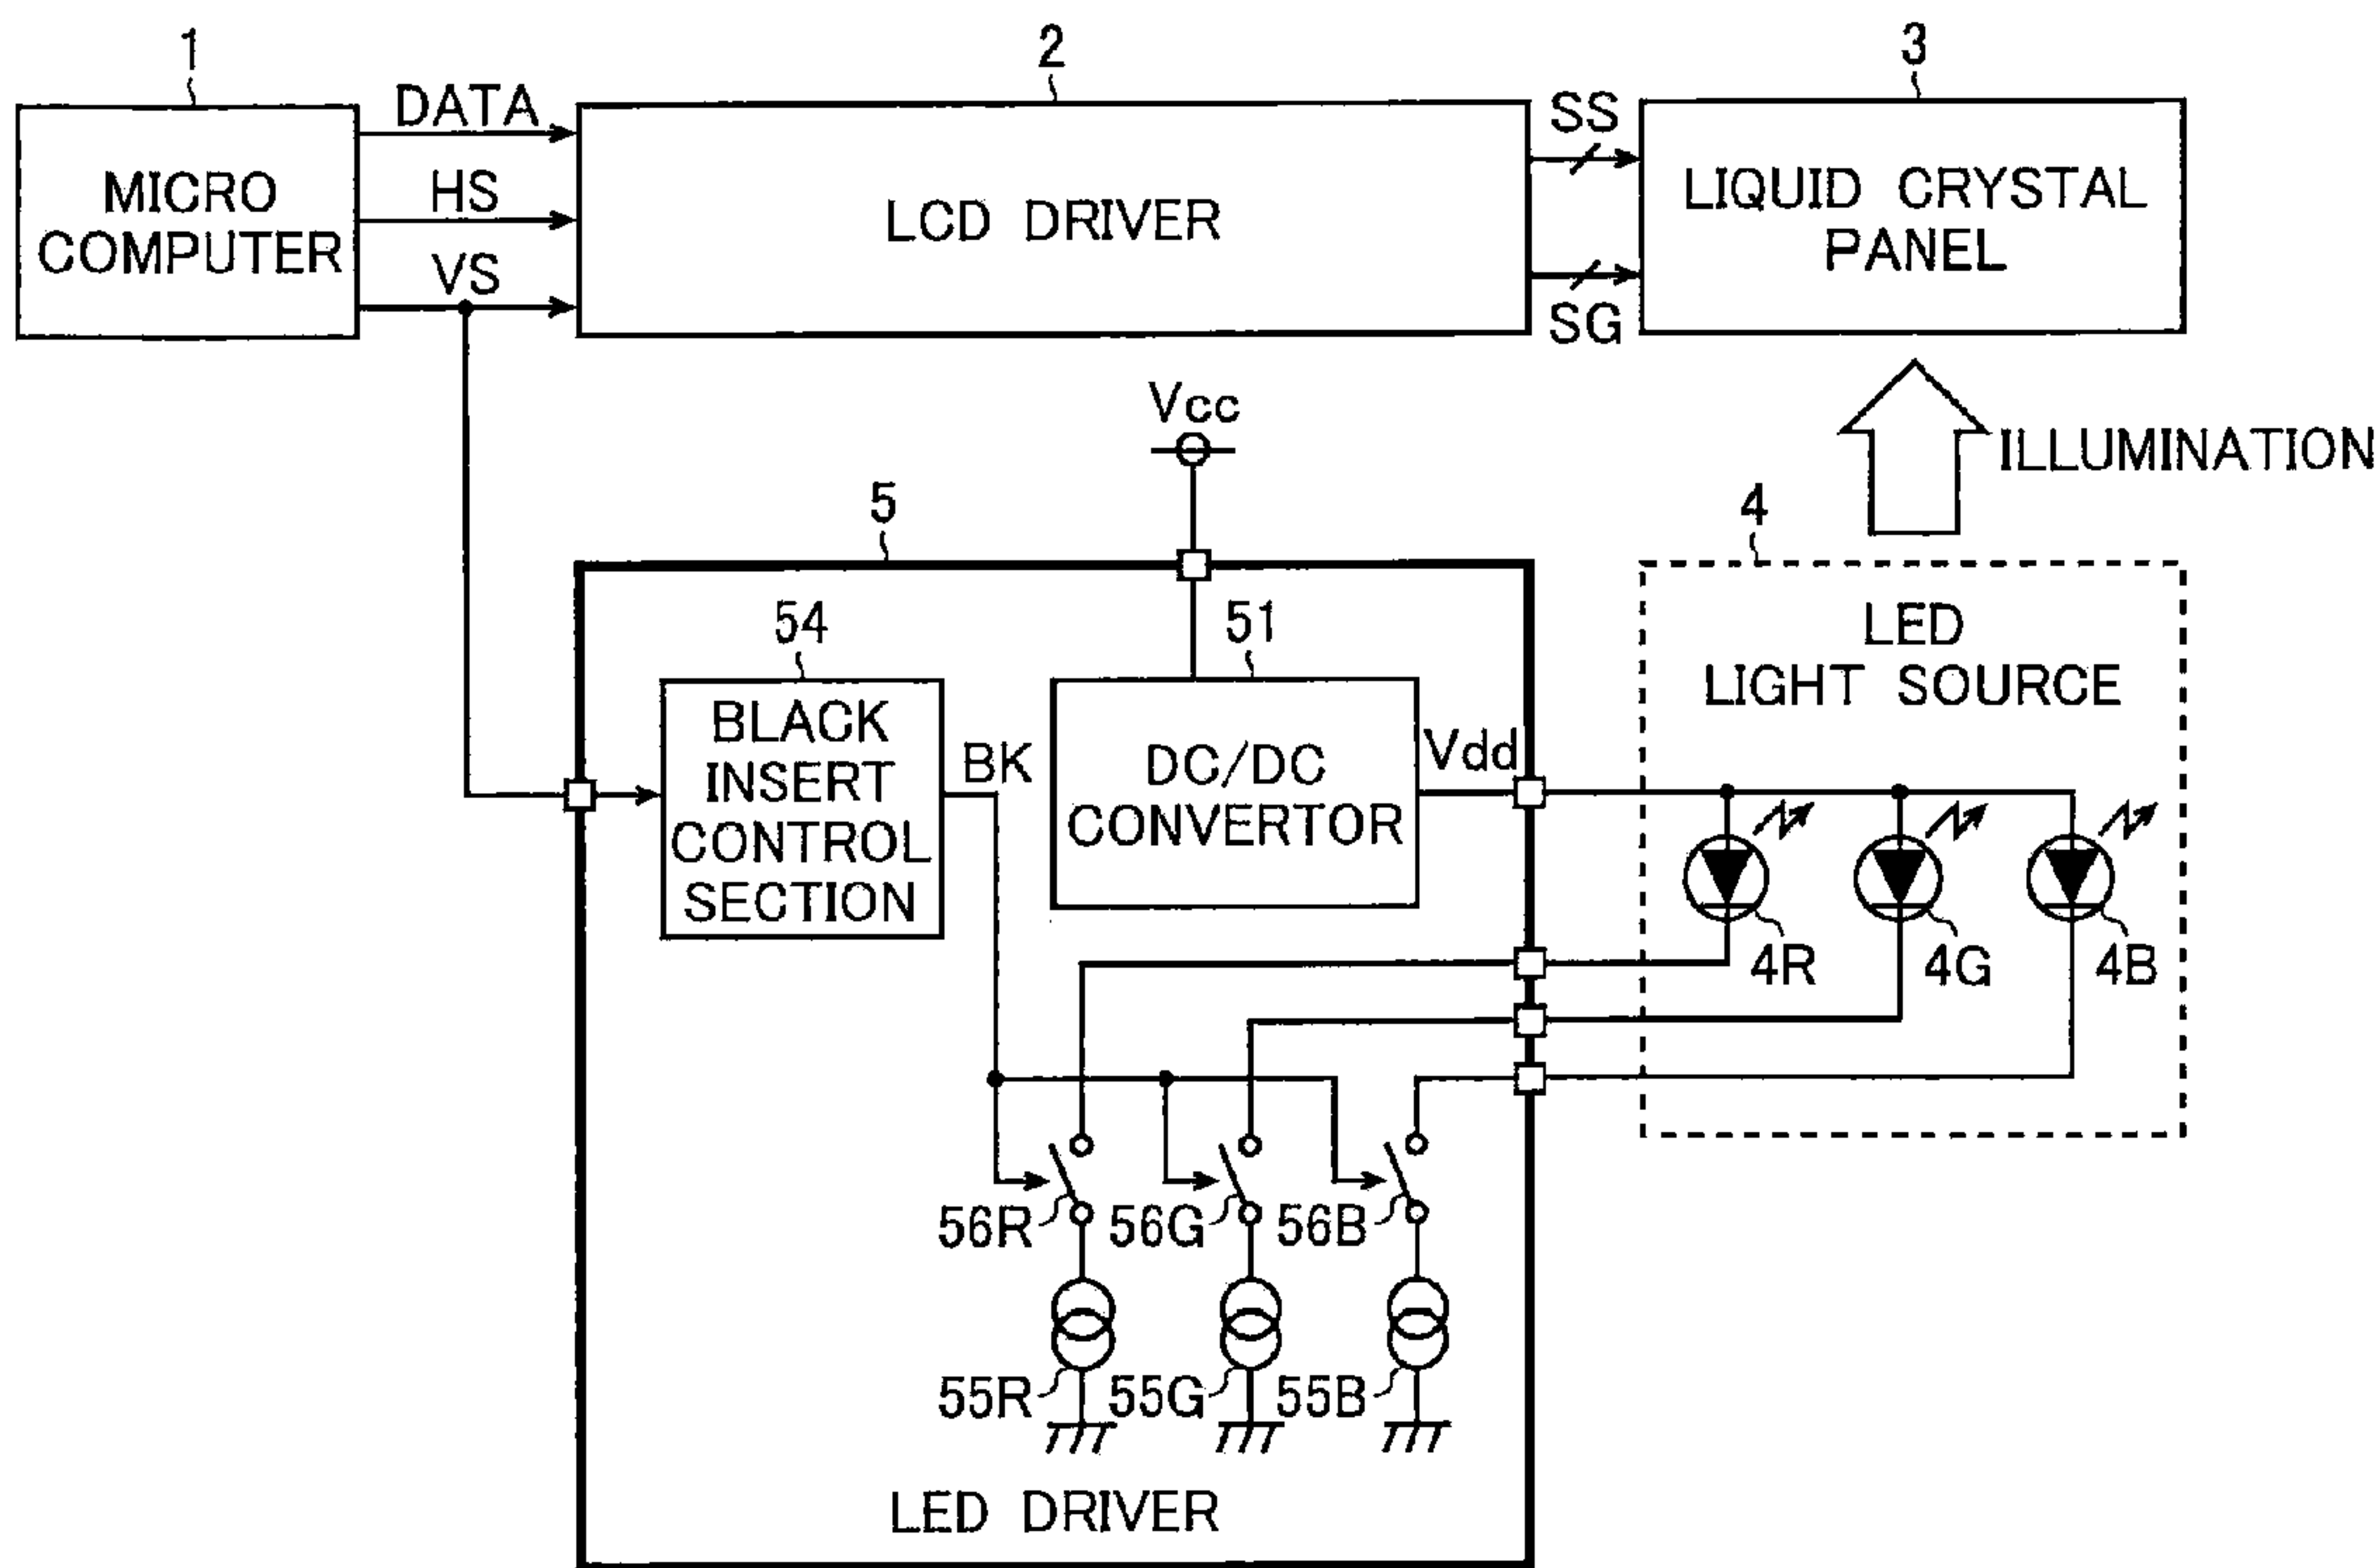 1
2
3
DATA
HS
VS
MICRO
COMPUTER
LCD DRIVER
SS
SG
LIQUID CRYSTAL
PANEL
Vcc
ILLUMINATION
5
4
54
51
BLACK
INSERT
CONTROL
SECTION
BK
DC/DC
CONVERTOR
Vdd
LED
LIGHT SOURCE
4R
4G
4B
56R
56G
56B
55R
55G
55B
LED DRIVER